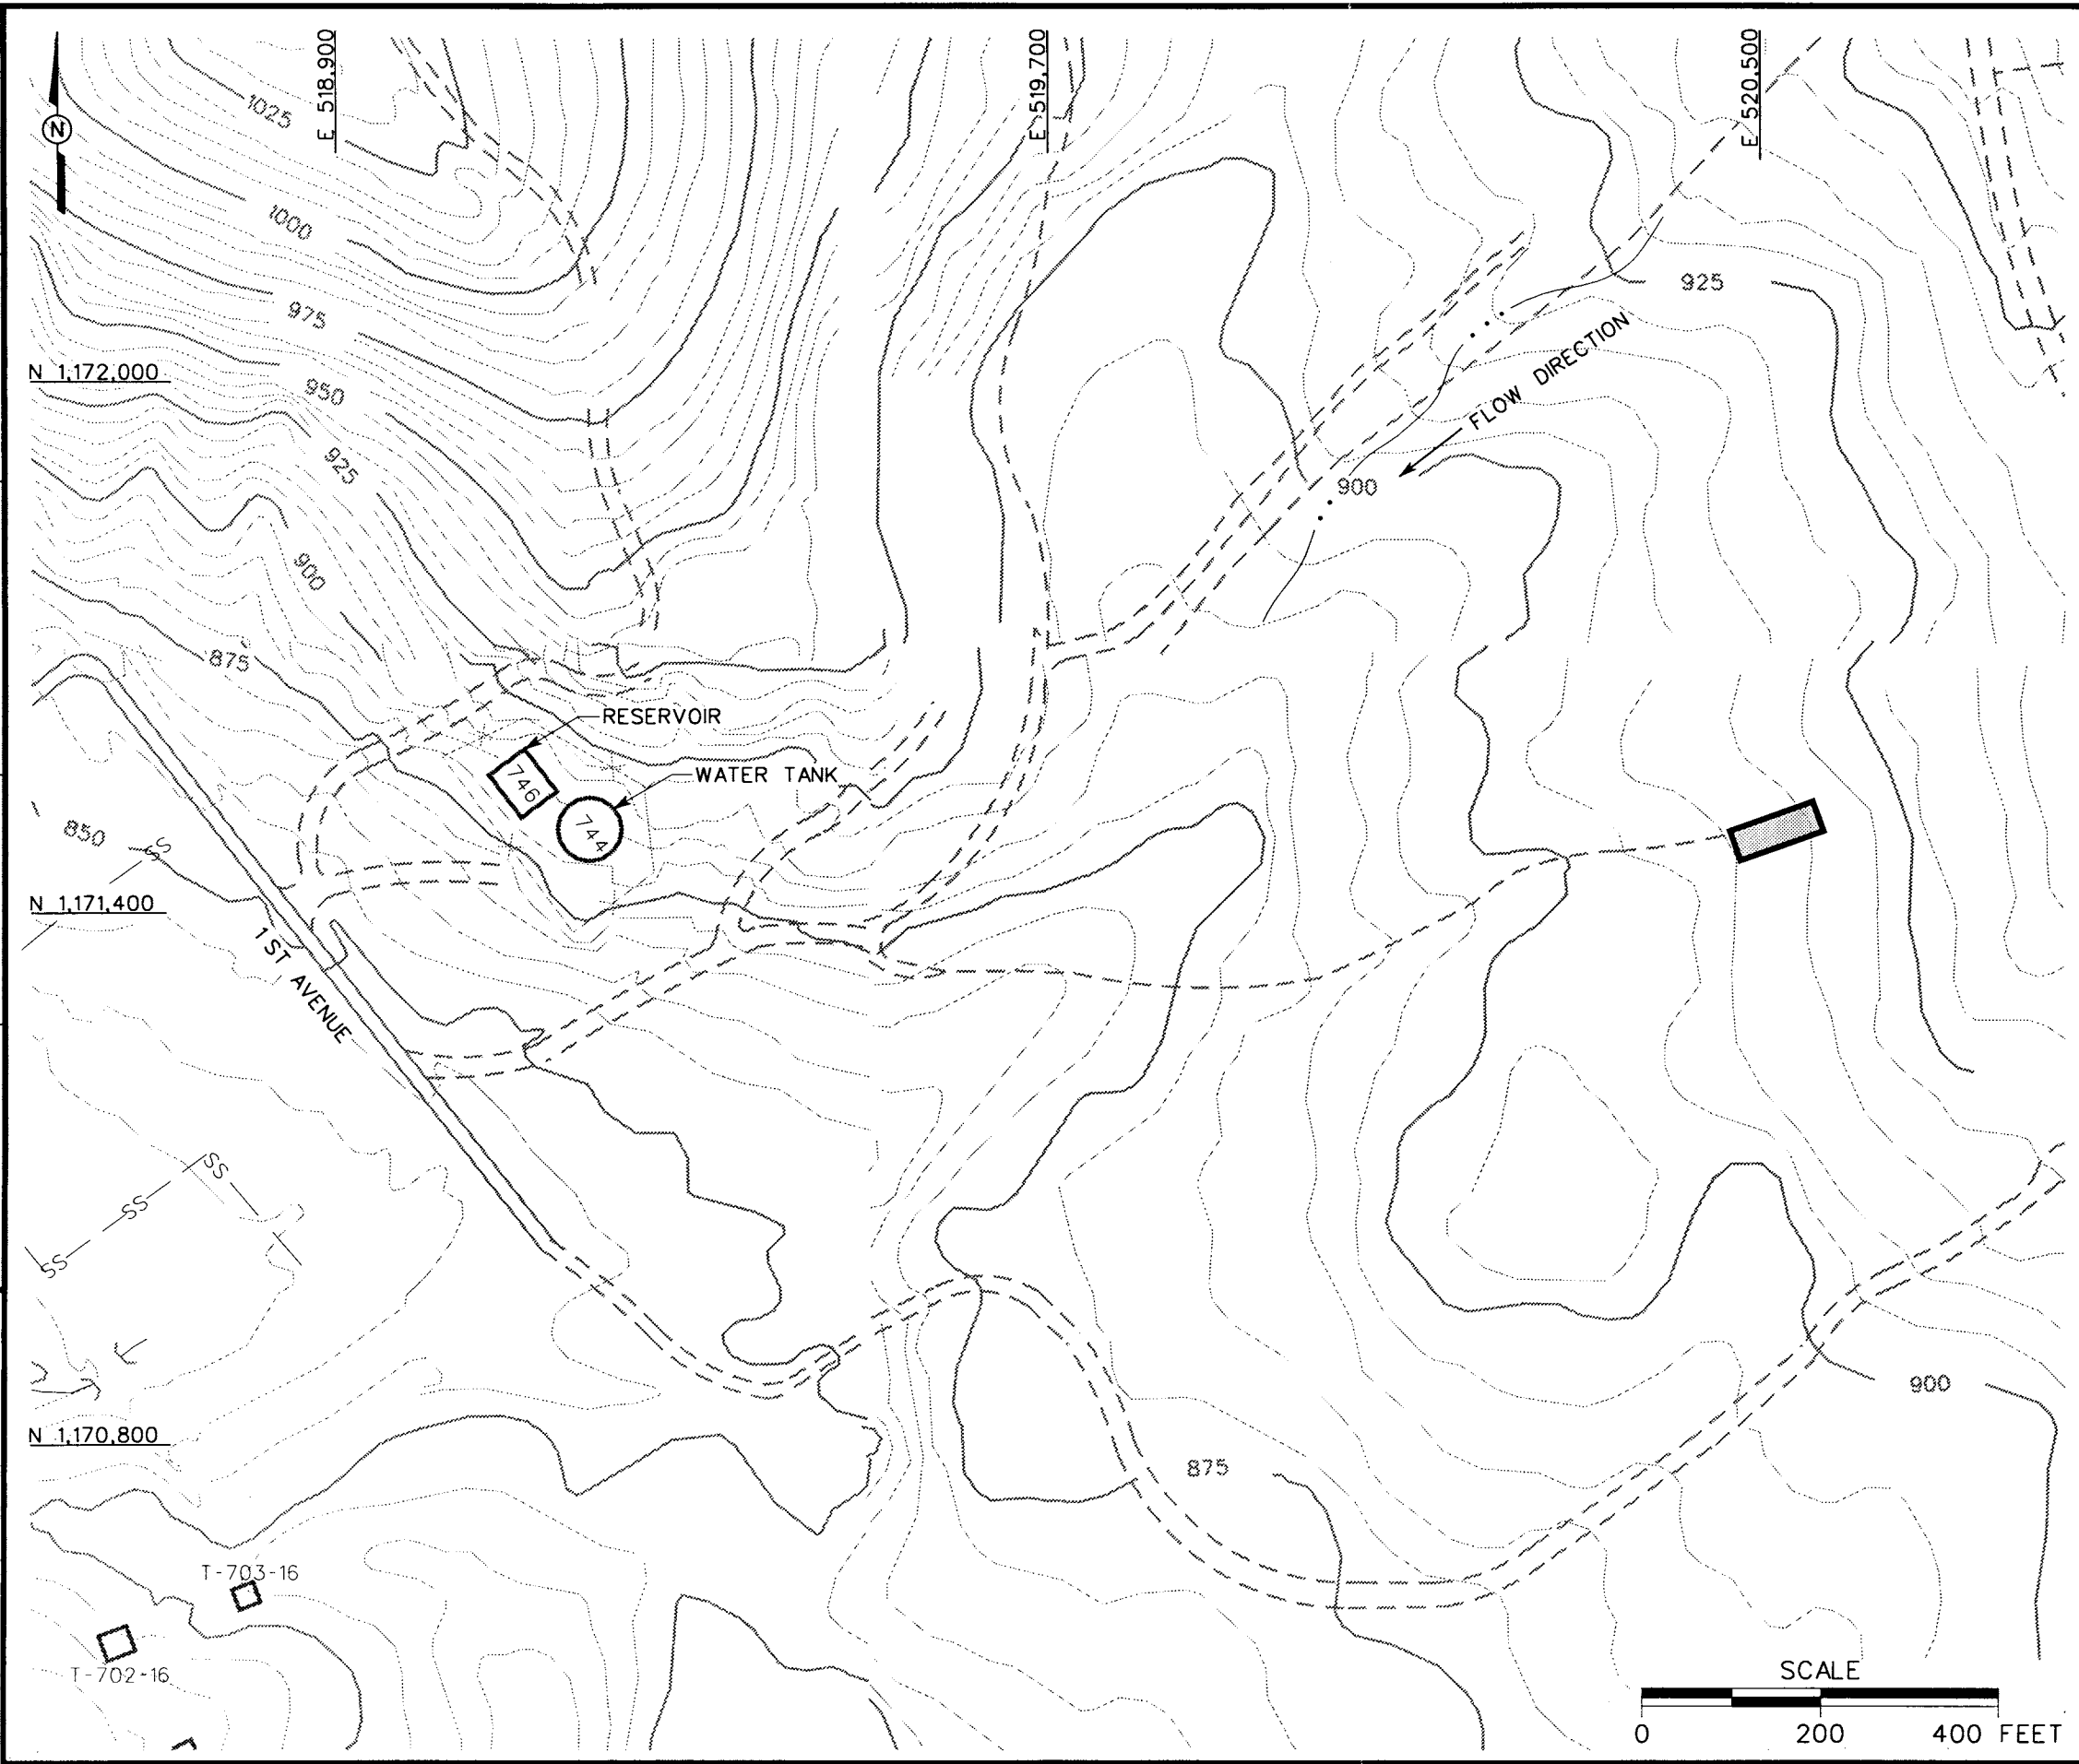 E 518,900
E 519,700
E 520,500
N
1025
1000
975
950
925
900
925
FLOW DIRECTION
N 1,172,000
900
875
RESERVOIR
746
WATER TANK
744
850
SS
N 1,171,400
1 ST AVENUE
SS
SS
SS
900
N 1,170,800
875
T-703-16
T-702-16
SCALE
0 200 400 FEET